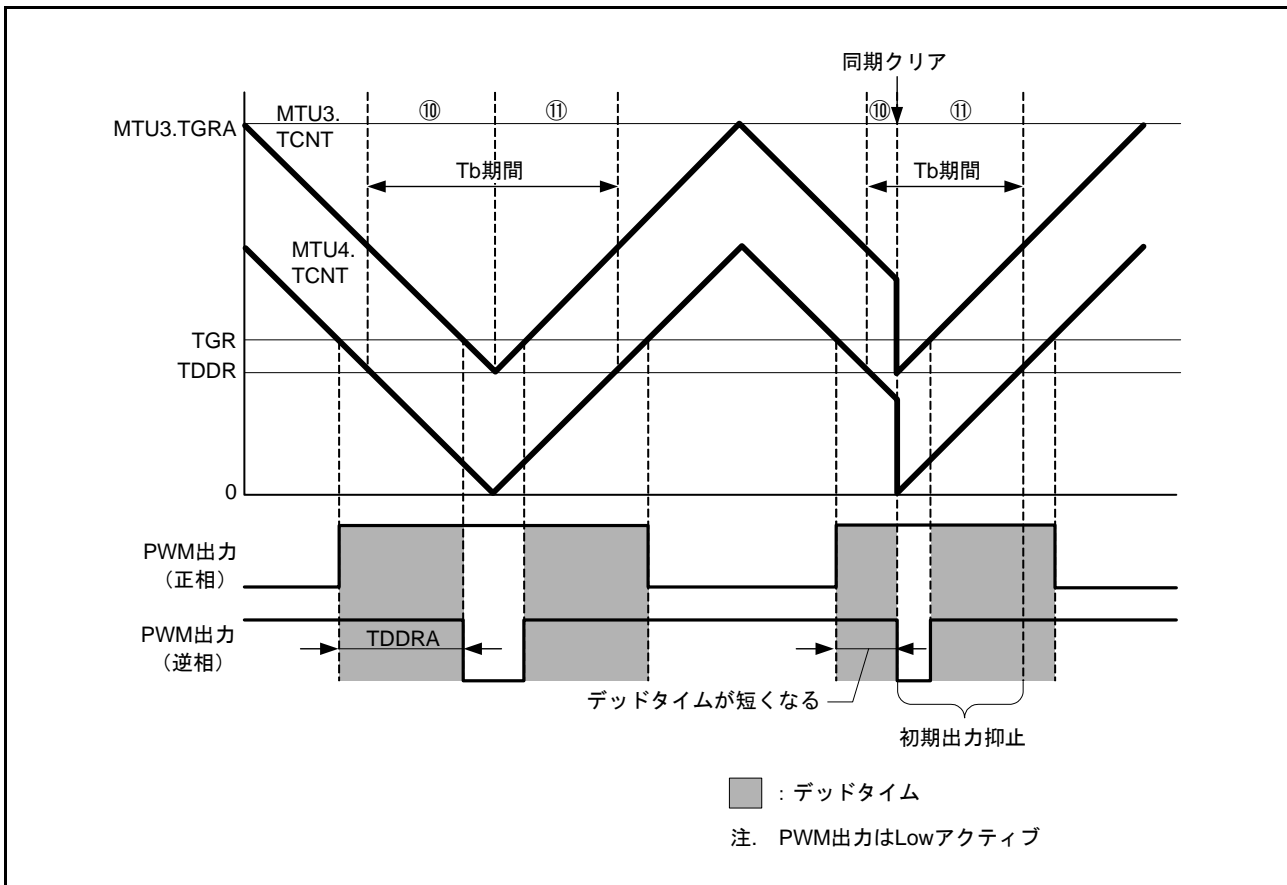 同期クリア
⑩ ⑪ ⑩ ⑪
MTU3.TGRA
MTU3.
TCNT
Tb期間 Tb期間
MTU4.
TCNT
TGR
TDDR
0
PWM出力
（正相）
PWM出力
（逆相）
TDDRA
デッドタイムが短くなる
初期出力抑止
：デッドタイム
注. PWM出力はLowアクティブ